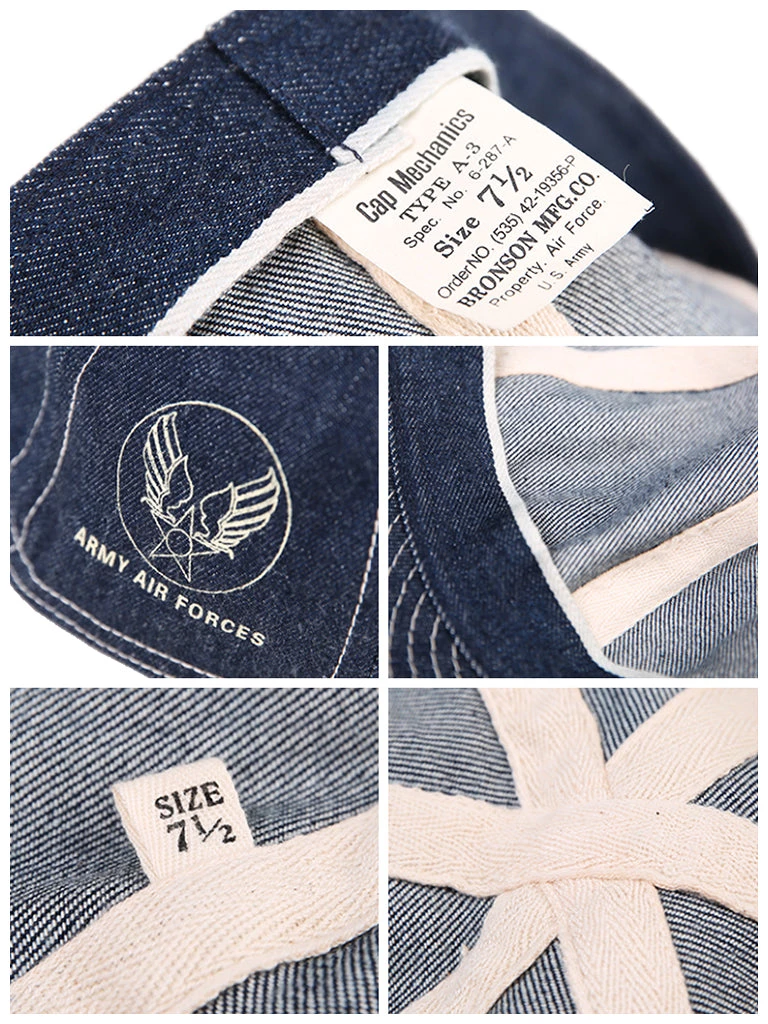 Cap Mechanics
TYPE A-3
Spec. No. 6-287-A
Size 7½
Order NO. (535) 42-19356-P
BRONSON MFG.CO.
Property. Air Force.
U.S. Army
ARMY AIR FORCES
SIZE
7½